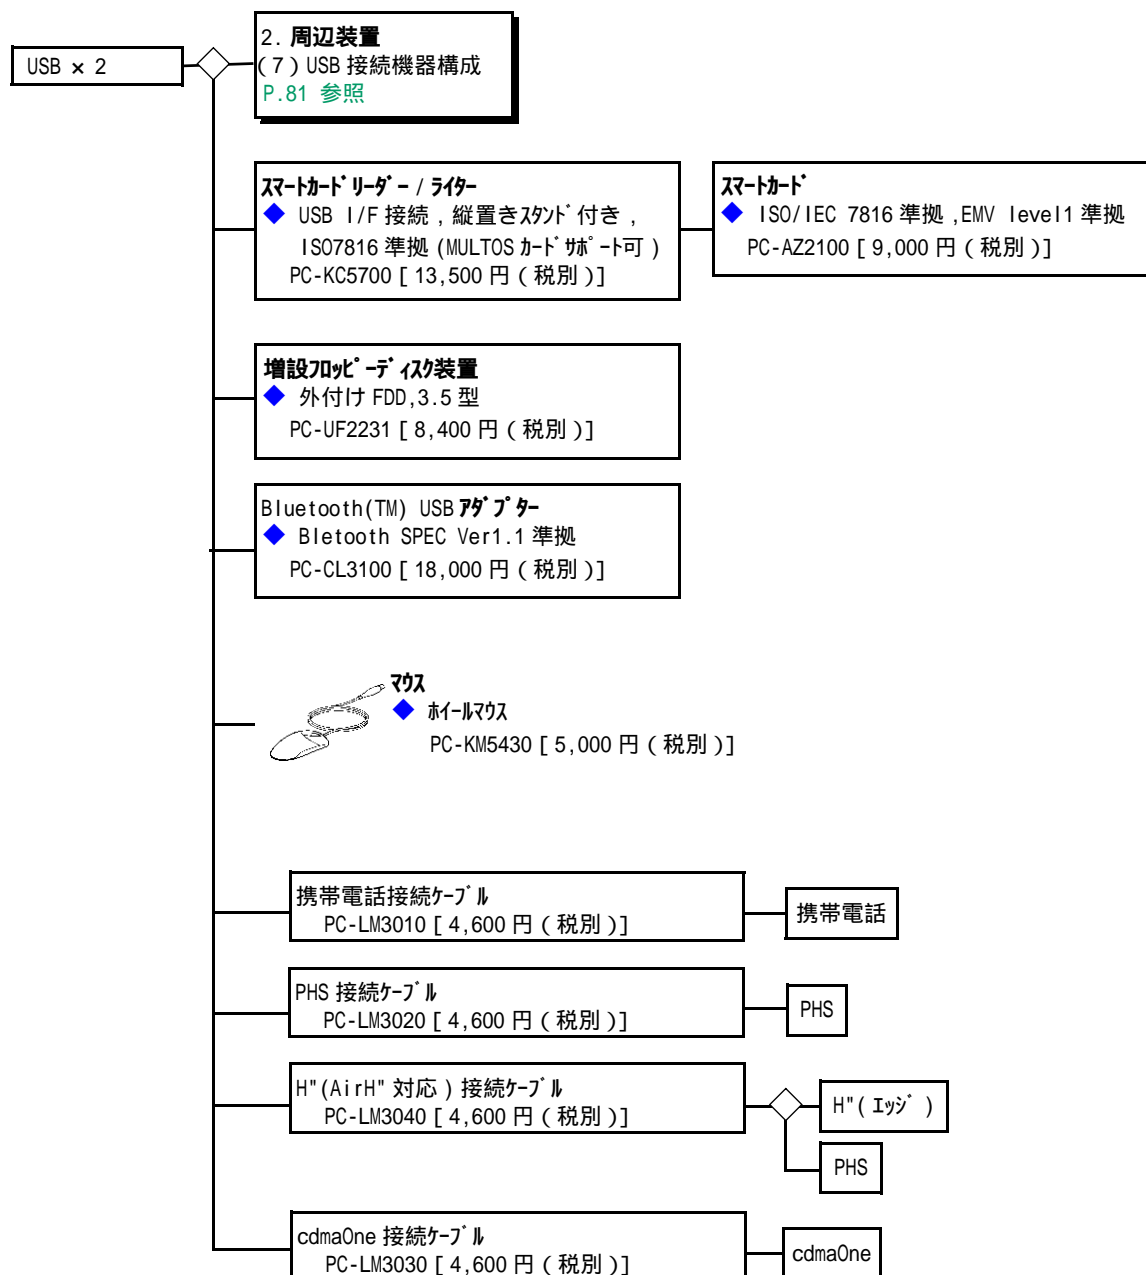 USB × 2
2. 周辺装置
(7) USB 接続機器構成
P.81 参照
ｽﾏｰﾄｶｰﾄﾞﾘｰﾀﾞｰ / ﾗｲﾀｰ
◆ USB I/F 接続 , 縦置きｽﾀﾝﾄﾞ付き ,
ISO7816 準拠 (MULTOS ｶｰﾄﾞｻﾎﾟｰﾄ可 )
PC-KC5700 [ 13,500 円 ( 税別 )]
ｽﾏｰﾄｶｰﾄﾞ
◆ ISO/IEC 7816 準拠 ,EMV level1 準拠
PC-AZ2100 [ 9,000 円 ( 税別 )]
増設ﾌﾛｯﾋﾟｰﾃﾞｨｽｸ装置
◆ 外付け FDD,3.5 型
PC-UF2231 [ 8,400 円 ( 税別 )]
Bluetooth(TM) USB ｱﾀﾞﾌﾟﾀｰ
◆ Bletooth SPEC Ver1.1 準拠
PC-CL3100 [ 18,000 円 ( 税別 )]
ﾏｳｽ
◆ ﾎｲｰﾙﾏｳｽ
PC-KM5430 [ 5,000 円 ( 税別 )]
携帯電話接続ｹｰﾌﾞﾙ
PC-LM3010 [ 4,600 円 ( 税別 )]
携帯電話
PHS 接続ｹｰﾌﾞﾙ
PC-LM3020 [ 4,600 円 ( 税別 )]
PHS
H"(AirH" 対応 ) 接続ｹｰﾌﾞﾙ
PC-LM3040 [ 4,600 円 ( 税別 )]
H"( ｴｯｼﾞ )
PHS
cdmaOne 接続ｹｰﾌﾞﾙ
PC-LM3030 [ 4,600 円 ( 税別 )]
cdmaOne